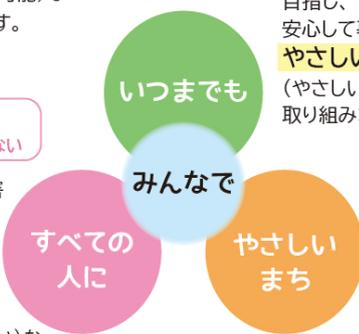 す。
目指し、
安心して
やさしい
(やさしい
取り組み
ない
いつまでも
みんなで
すべての
人に
やさしい
まち